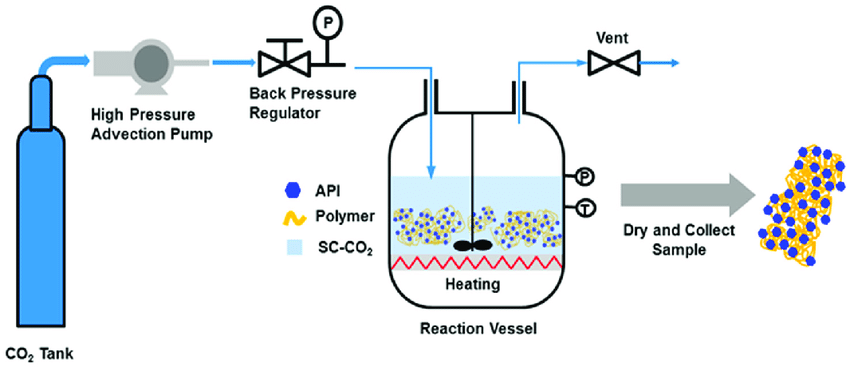 P
Vent
High Pressure
Advection Pump
Back Pressure
Regulator
P
API
T
Polymer
Dry and Collect
Sample
SC-CO₂
Heating
Reaction Vessel
CO₂ Tank